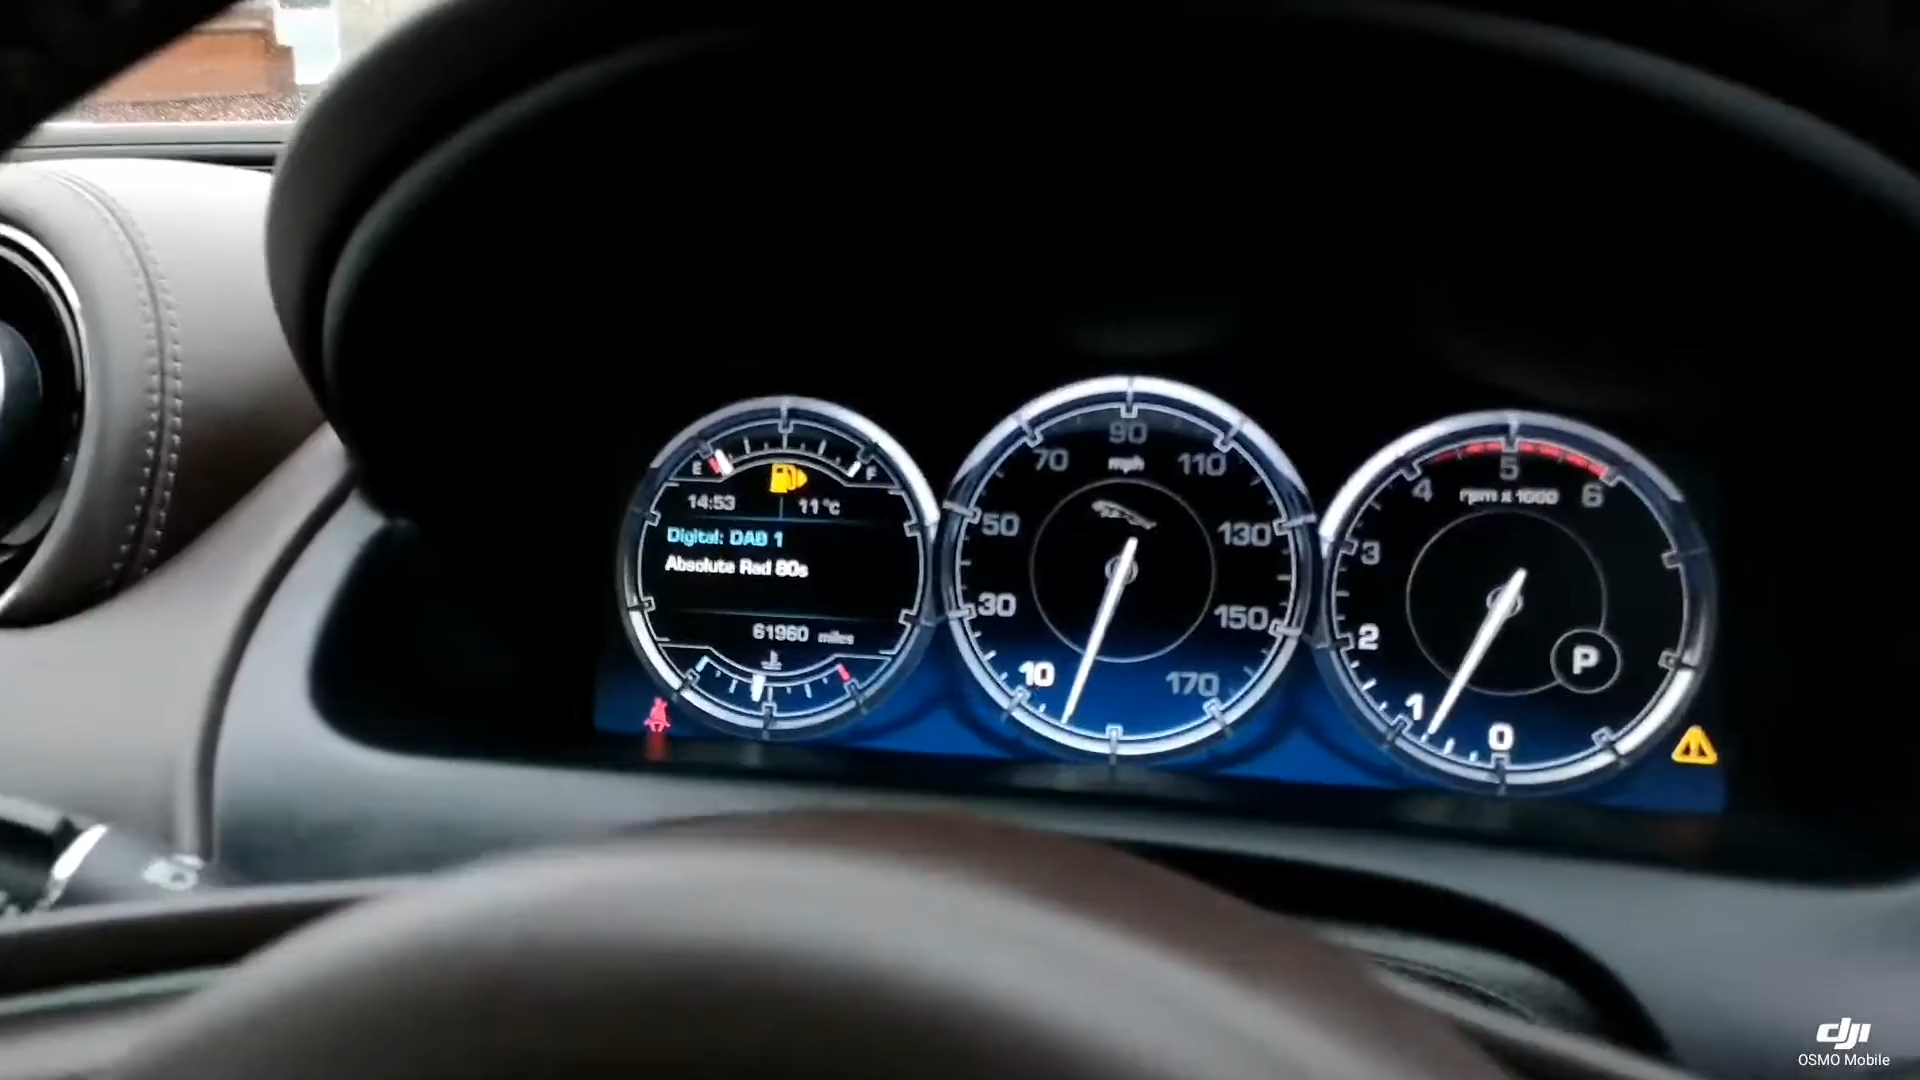 E
F
14:53
11°C
Digital: DAB 1
Absolute Rad 80s
61960 miles
10
30
50
70
90
110
130
150
170
mph
0
1
2
3
4
5
6
rpm x 1000
P
dji
OSMO Mobile